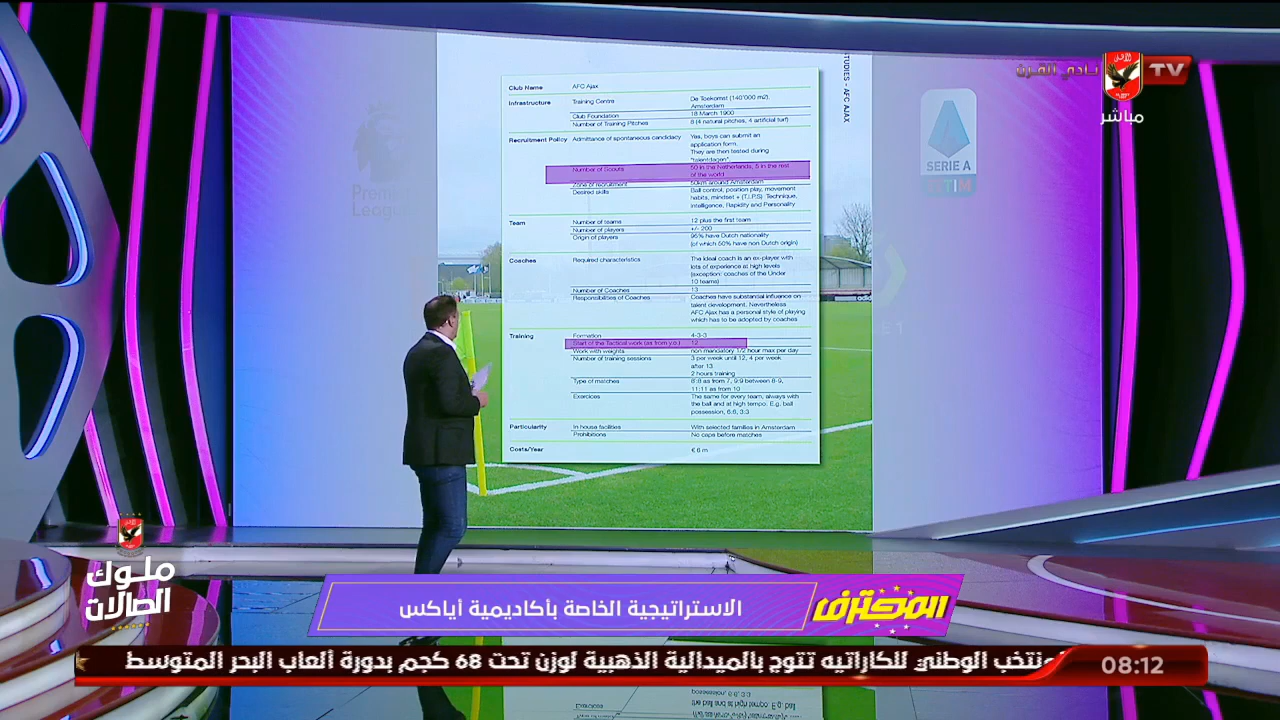 TV
نادي القرن
مباشر
TUDIES - AFC AJAX
Premier
League
SERIE A
TIM
Club Name AFC Ajax
Infrastructure Training Centre De Toekomst (140'000 m2),
Amsterdam
Club Foundation 18 March 1900
Number of Training Pitches 8 (4 natural pitches, 4 artificial turf)
Recruitment Policy Admittance of spontaneous candidacy Yes, boys can submit an
application form.
They are then tested during
"talentdagen"
Number of Scouts 50 in the Netherlands, 5 in the rest
of the world
Zone of recruitment 50km around Amsterdam
Desired skills Ball control, position play, movement
habits, mindset + (T.I.P.S) Technique,
Intelligence, Rapidity and Personality
Team Number of teams 12 plus the first team
Number of players +/- 200
Origin of players 95% have Dutch nationality
(of which 50% have non Dutch origin)
Coaches Required characteristics The ideal coach is an ex-player with
lots of experience at high levels
(exception: coaches of the Under
10 teams)
Number of Coaches 13
Responsibilities of Coaches Coaches have substantial influence on
talent development. Nevertheless
AFC Ajax has a personal style of playing
which has to be adopted by coaches
Training Formation 4-3-3
Start of the Tactical work (as from y.o.) 12
Work with weights non mandatory 1/2 hour max per day
Number of training sessions 3 per week until 12, 4 per week
after 13
2 hours training
Type of matches 8:8 as from 7, 9:9 between 8-9,
11:11 as from 10
Exercices The same for every team, always with
the ball and at high tempo. E.g. ball
possession, 6:6, 3:3
Particularity In house facilities With selected families in Amsterdam
Prohibitions No caps before matches
Costs/Year € 6 m
ملوك
الصالات
المحترف
الاستراتيجية الخاصة بأكاديمية أياكس
منتخب الوطني للكاراتيه تتوج بالميدالية الذهبية لوزن تحت 68 كجم بدورة ألعاب البحر المتوسط
08:12